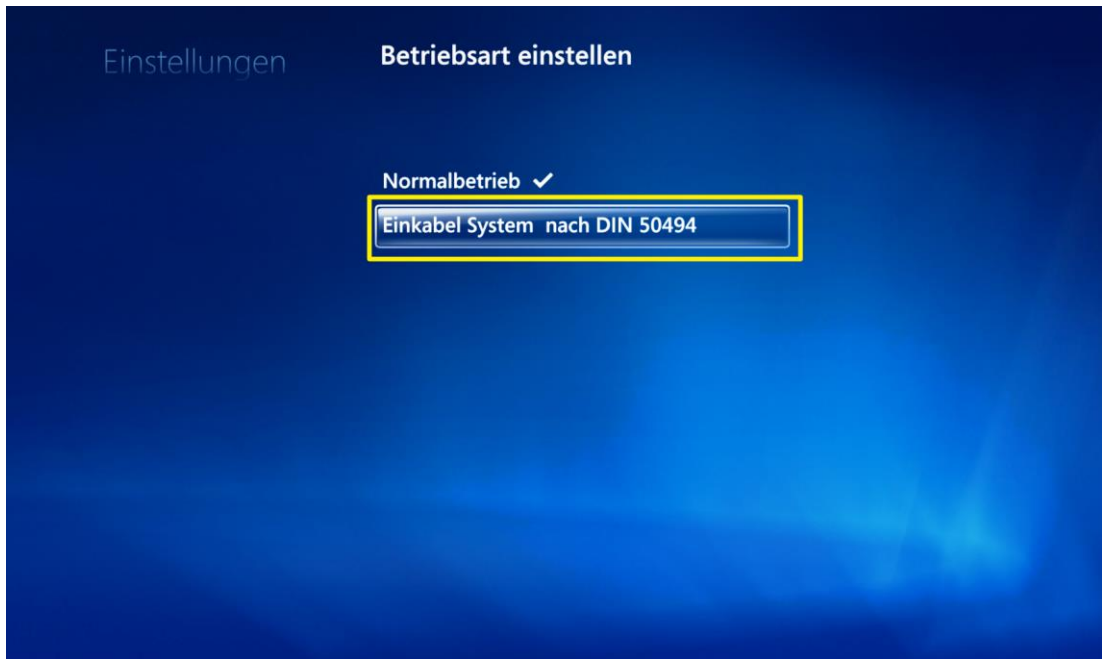 Einstellungen
Betriebsart einstellen
Normalbetrieb ✓
Einkabel System  nach DIN 50494